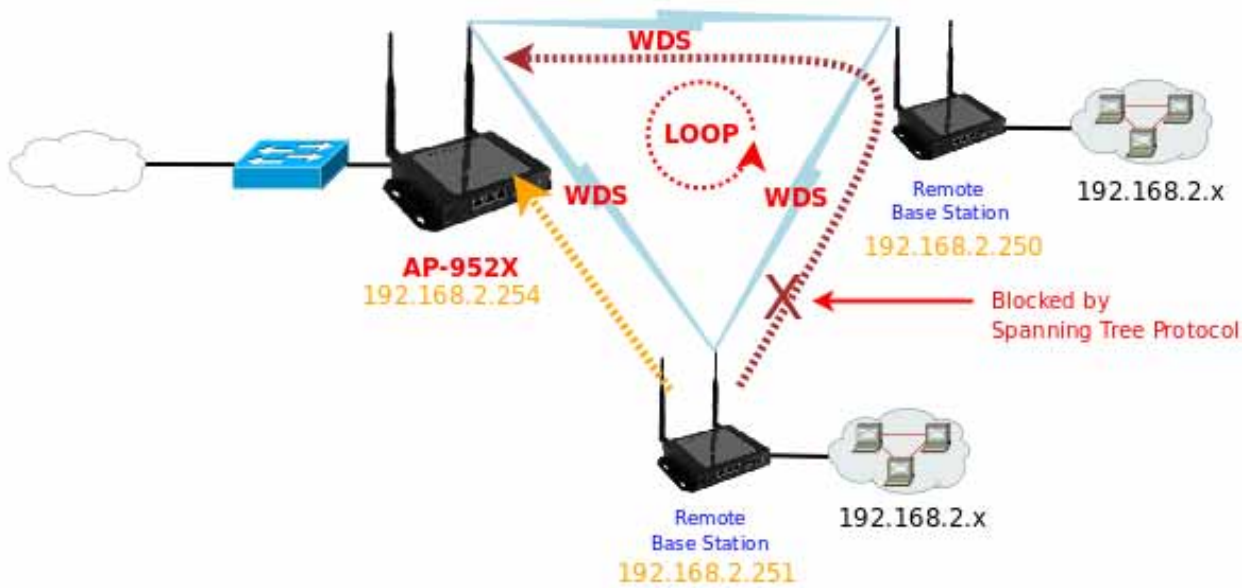 WDS
LOOP
WDS
WDS
Remote
Base Station
192.168.2.250
192.168.2.x
AP-952X
192.168.2.254
Blocked by
Spanning Tree Protocol
X
Remote
Base Station
192.168.2.251
192.168.2.x